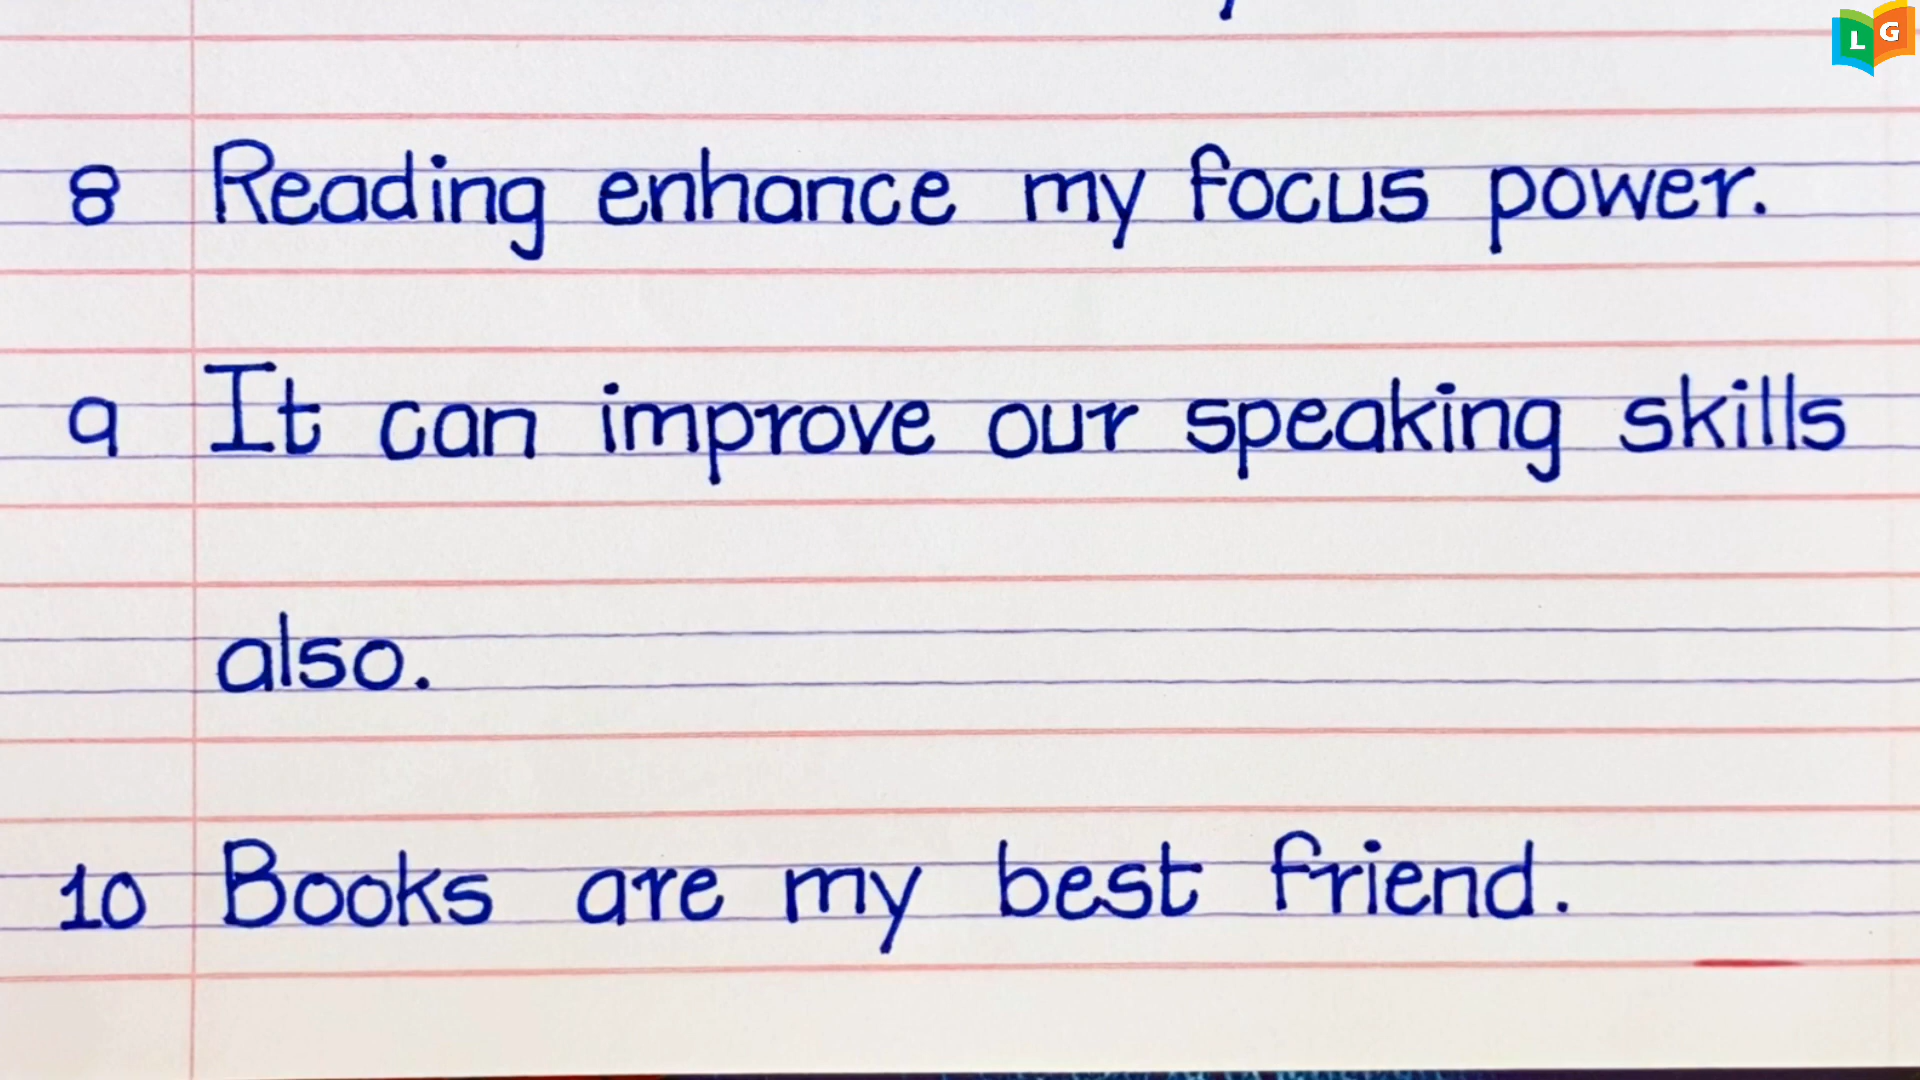 LG
8 Reading enhance my focus power.
9 It can improve our speaking skills
also.
10 Books are my best friend.